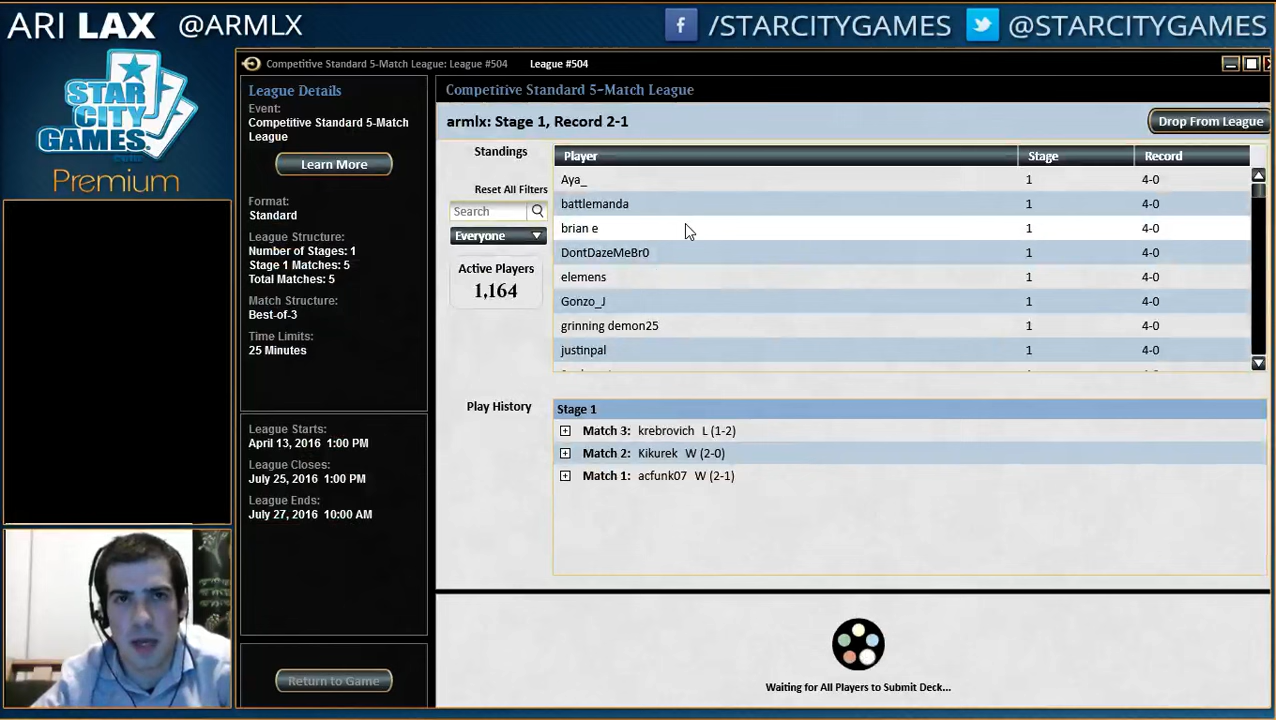 ARI LAX @ARMLX
f /STARCITYGAMES
@STARCITYGAMES
STAR
CITY
GAMES.
Premium
Competitive Standard 5-Match League: League #504
League #504
League Details
Event:
Competitive Standard 5-Match
League
Learn More
Format:
Standard
League Structure:
Number of Stages: 1
Stage 1 Matches: 5
Total Matches: 5
Match Structure:
Best-of-3
Time Limits:
25 Minutes
League Starts:
April 13, 2016 1:00 PM
League Closes:
July 25, 2016 1:00 PM
League Ends:
July 27, 2016 10:00 AM
Return to Game
Competitive Standard 5-Match League
armlx: Stage 1, Record 2-1
Drop From League
Standings
Reset All Filters
Search
Everyone
Active Players
1,164
Player Stage Record
Aya_ 1 4-0
battlemanda 1 4-0
brian e 1 4-0
DontDazeMeBr0 1 4-0
elemens 1 4-0
Gonzo_J 1 4-0
grinning demon25 1 4-0
justinpal 1 4-0
Play History
Stage 1
Match 3: krebrovich L (1-2)
Match 2: Kikurek W (2-0)
Match 1: acfunk07 W (2-1)
Waiting for All Players to Submit Deck...